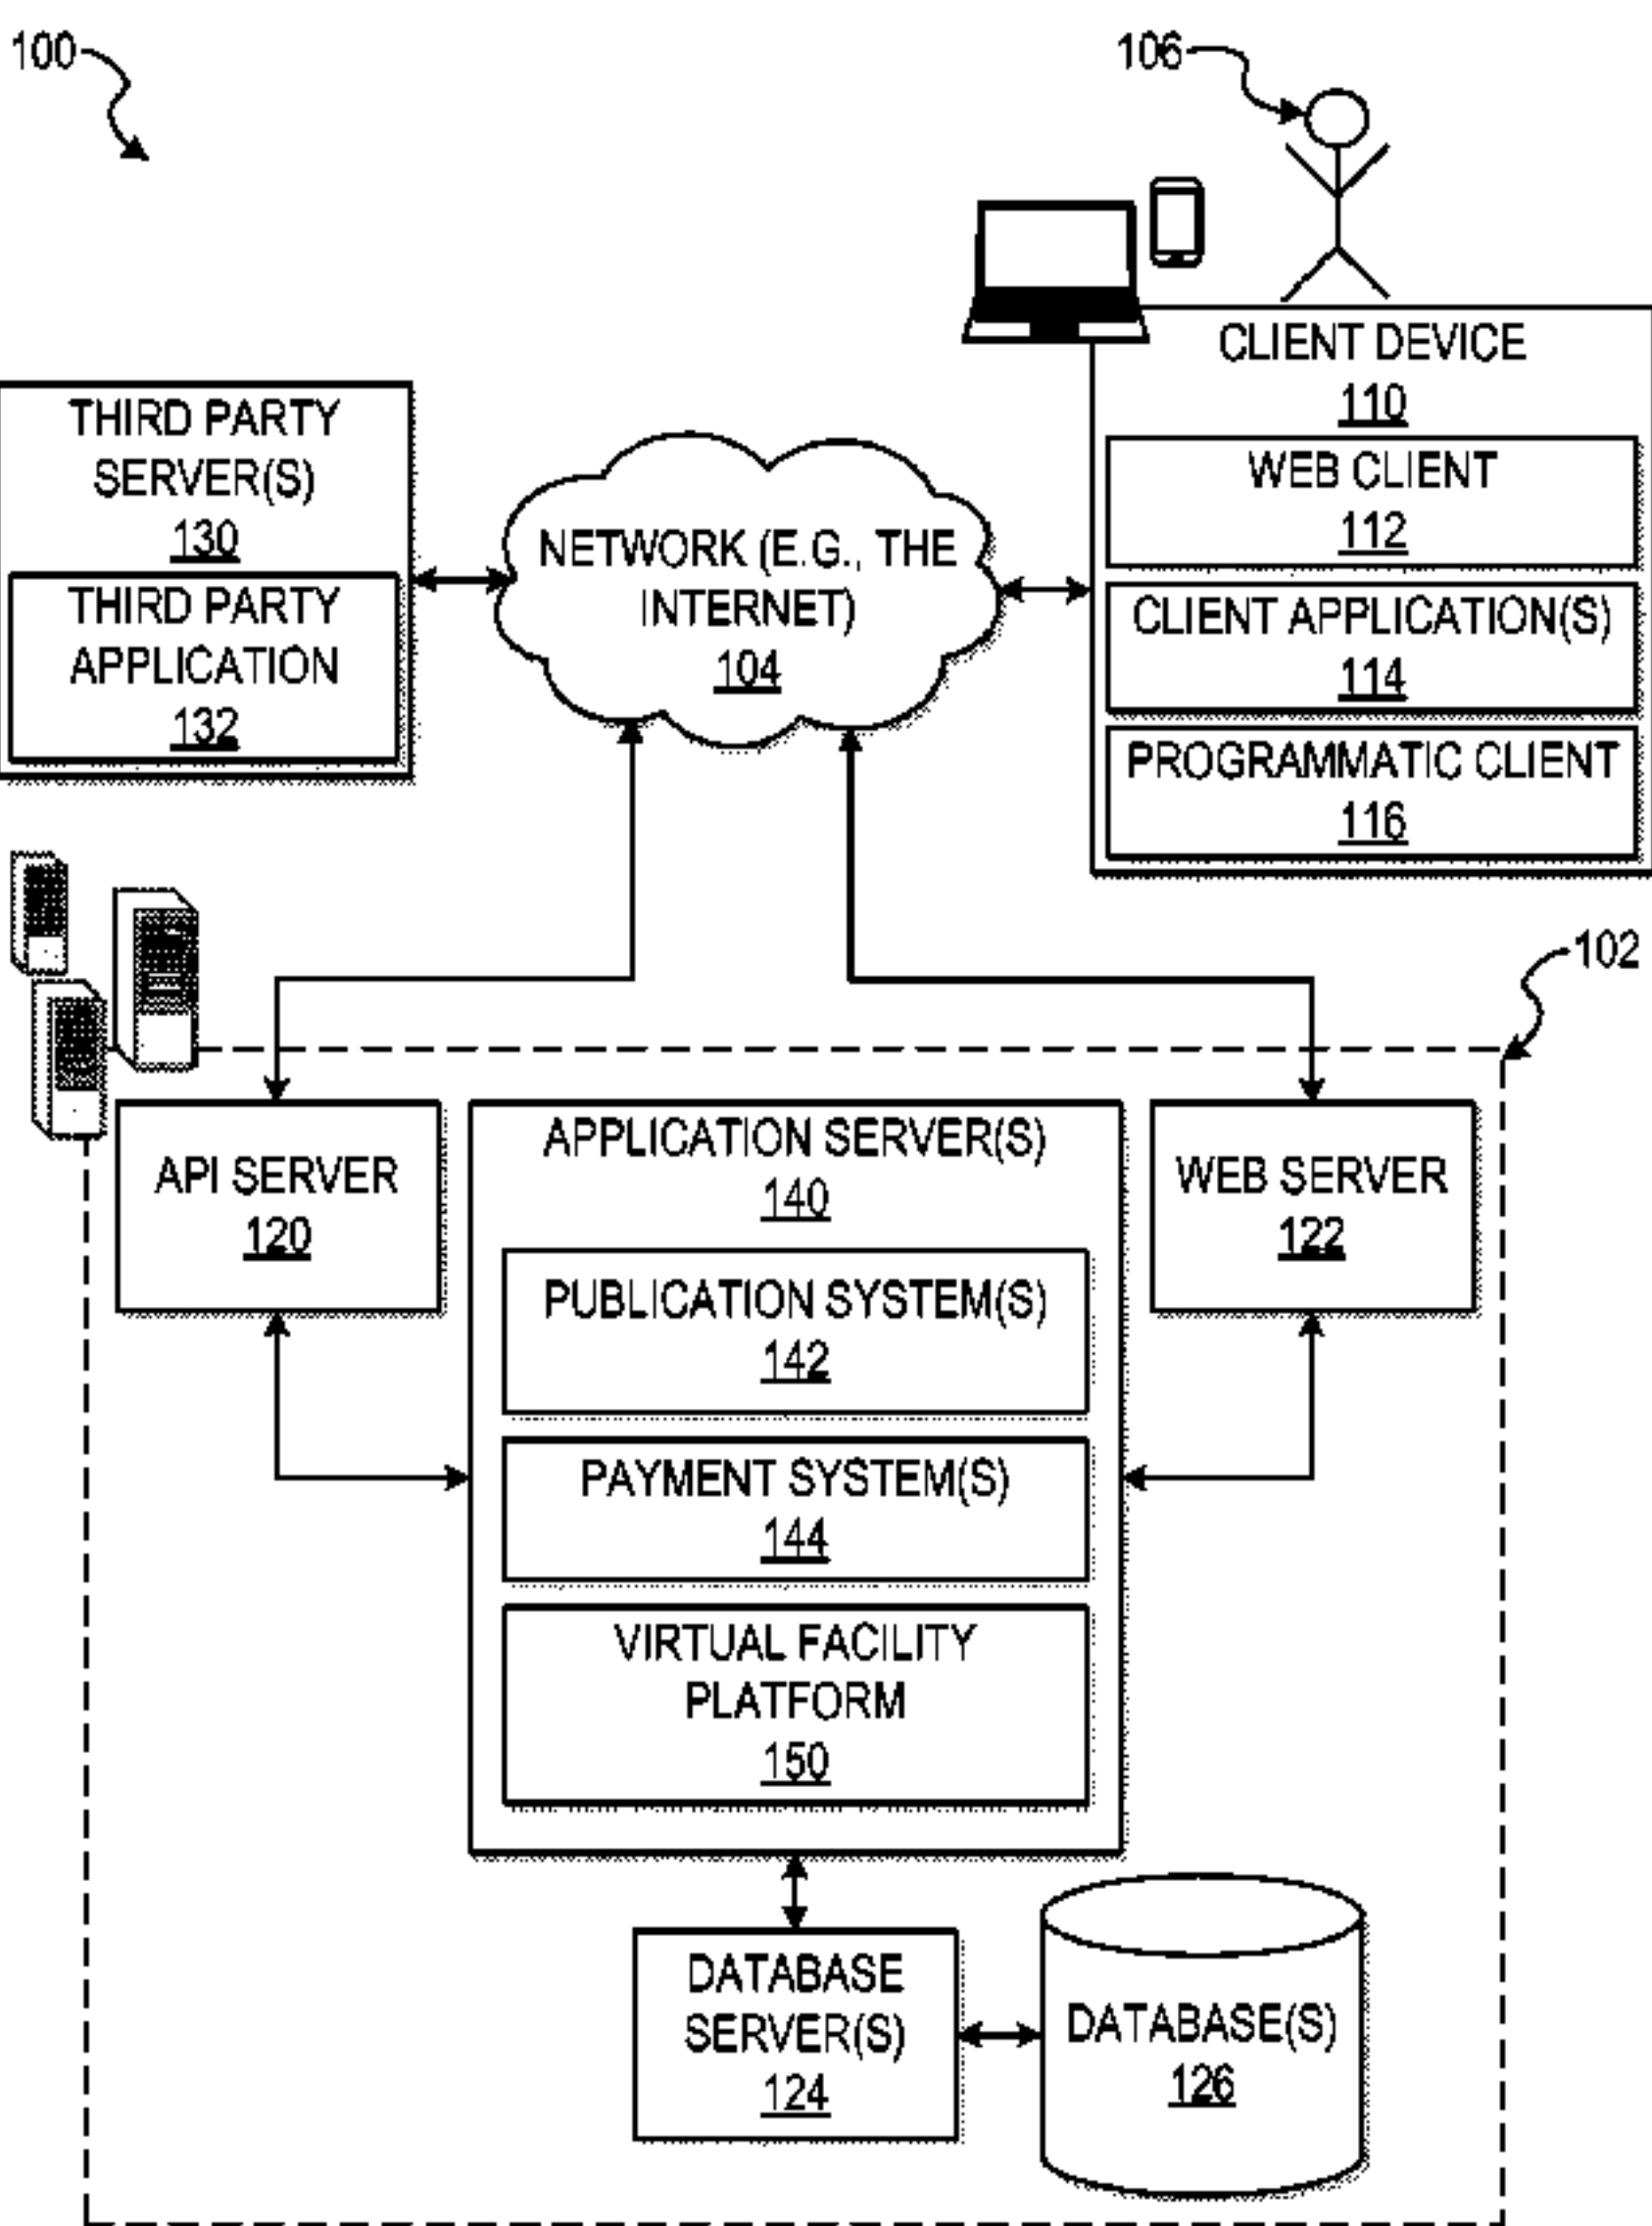 100
106
CLIENT DEVICE
110
WEB CLIENT
112
CLIENT APPLICATION(S)
114
PROGRAMMATIC CLIENT
116
THIRD PARTY
SERVER(S)
130
THIRD PARTY
APPLICATION
132
NETWORK (E.G., THE
INTERNET)
104
102
API SERVER
120
APPLICATION SERVER(S)
140
PUBLICATION SYSTEM(S)
142
PAYMENT SYSTEM(S)
144
VIRTUAL FACILITY
PLATFORM
150
WEB SERVER
122
DATABASE
SERVER(S)
124
DATABASE(S)
126